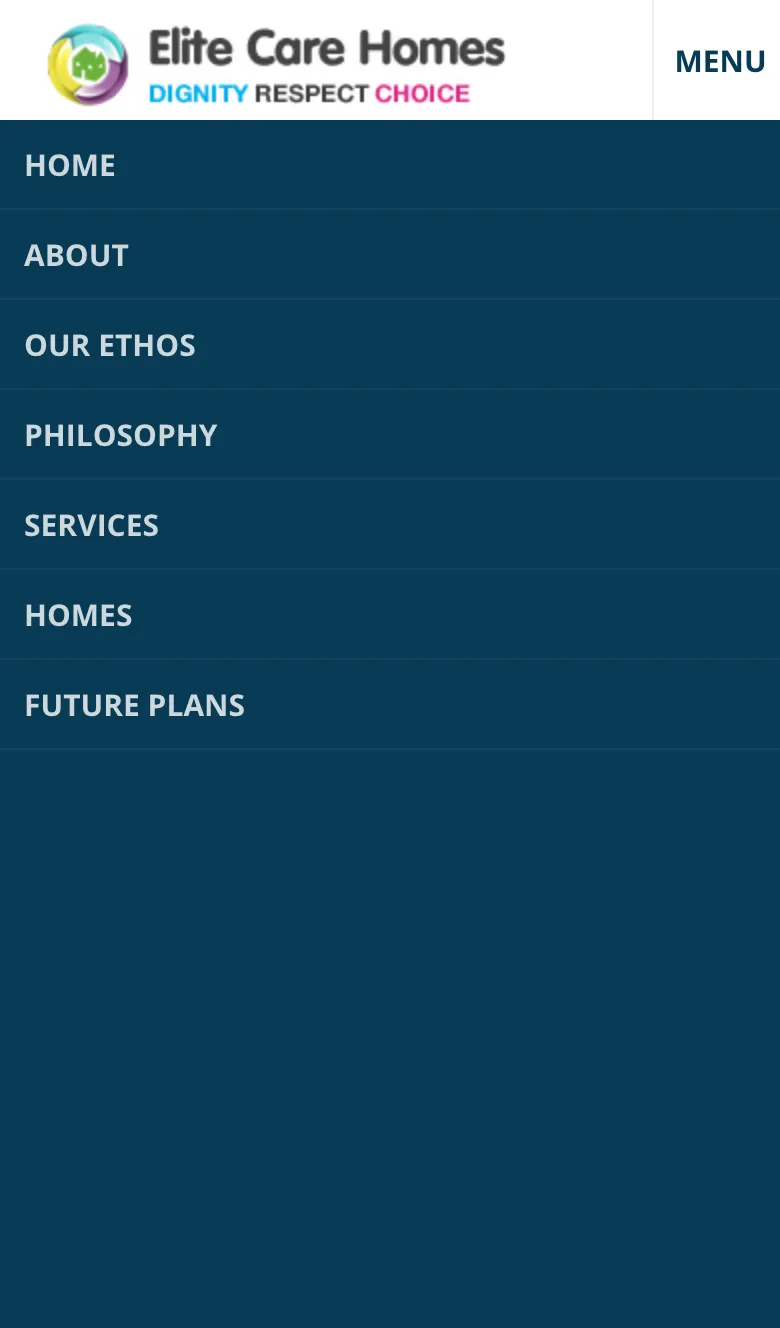 Elite Care Homes
DIGNITY RESPECT CHOICE
MENU
HOME
ABOUT
OUR ETHOS
PHILOSOPHY
SERVICES
HOMES
FUTURE PLANS